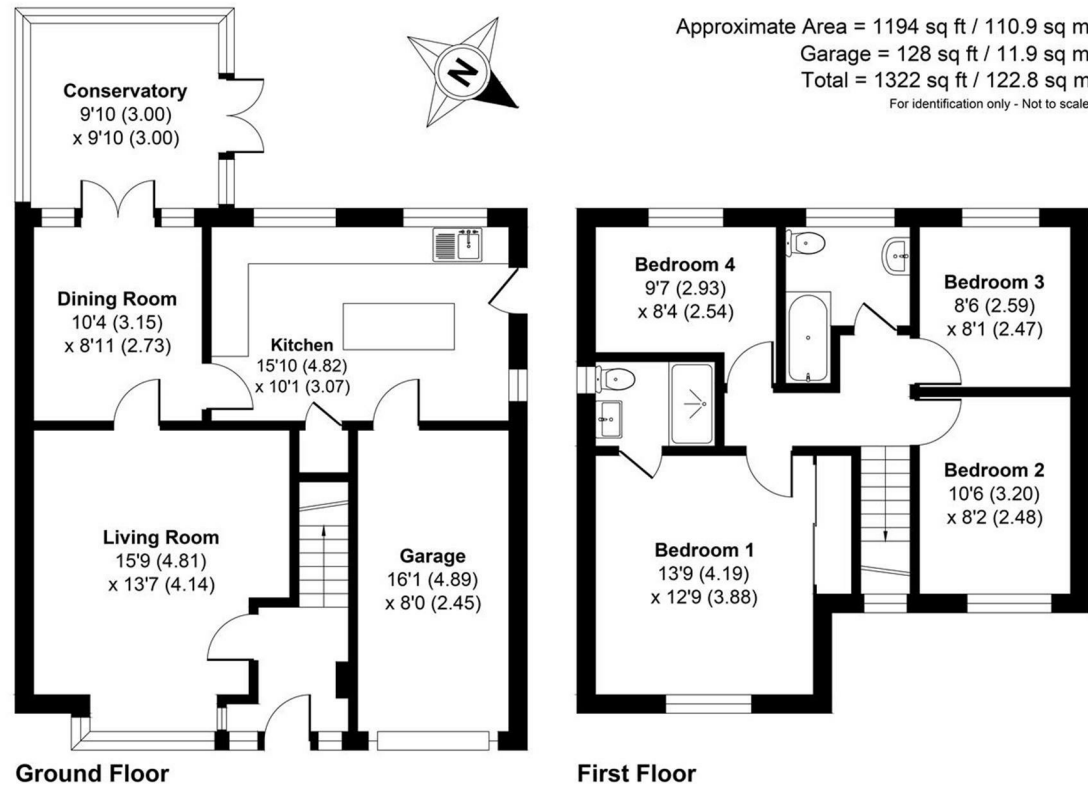 Approximate Area = 1194 sq ft / 110.9 sq m
Garage = 128 sq ft / 11.9 sq m
Total = 1322 sq ft / 122.8 sq m
For identification only - Not to scale
N
Conservatory
9'10 (3.00)
x 9'10 (3.00)
Dining Room
10'4 (3.15)
x 8'11 (2.73)
Kitchen
15'10 (4.82)
x 10'1 (3.07)
Living Room
15'9 (4.81)
x 13'7 (4.14)
Garage
16'1 (4.89)
x 8'0 (2.45)
Ground Floor
Bedroom 4
9'7 (2.93)
x 8'4 (2.54)
Bedroom 3
8'6 (2.59)
x 8'1 (2.47)
Bedroom 2
10'6 (3.20)
x 8'2 (2.48)
Bedroom 1
13'9 (4.19)
x 12'9 (3.88)
First Floor